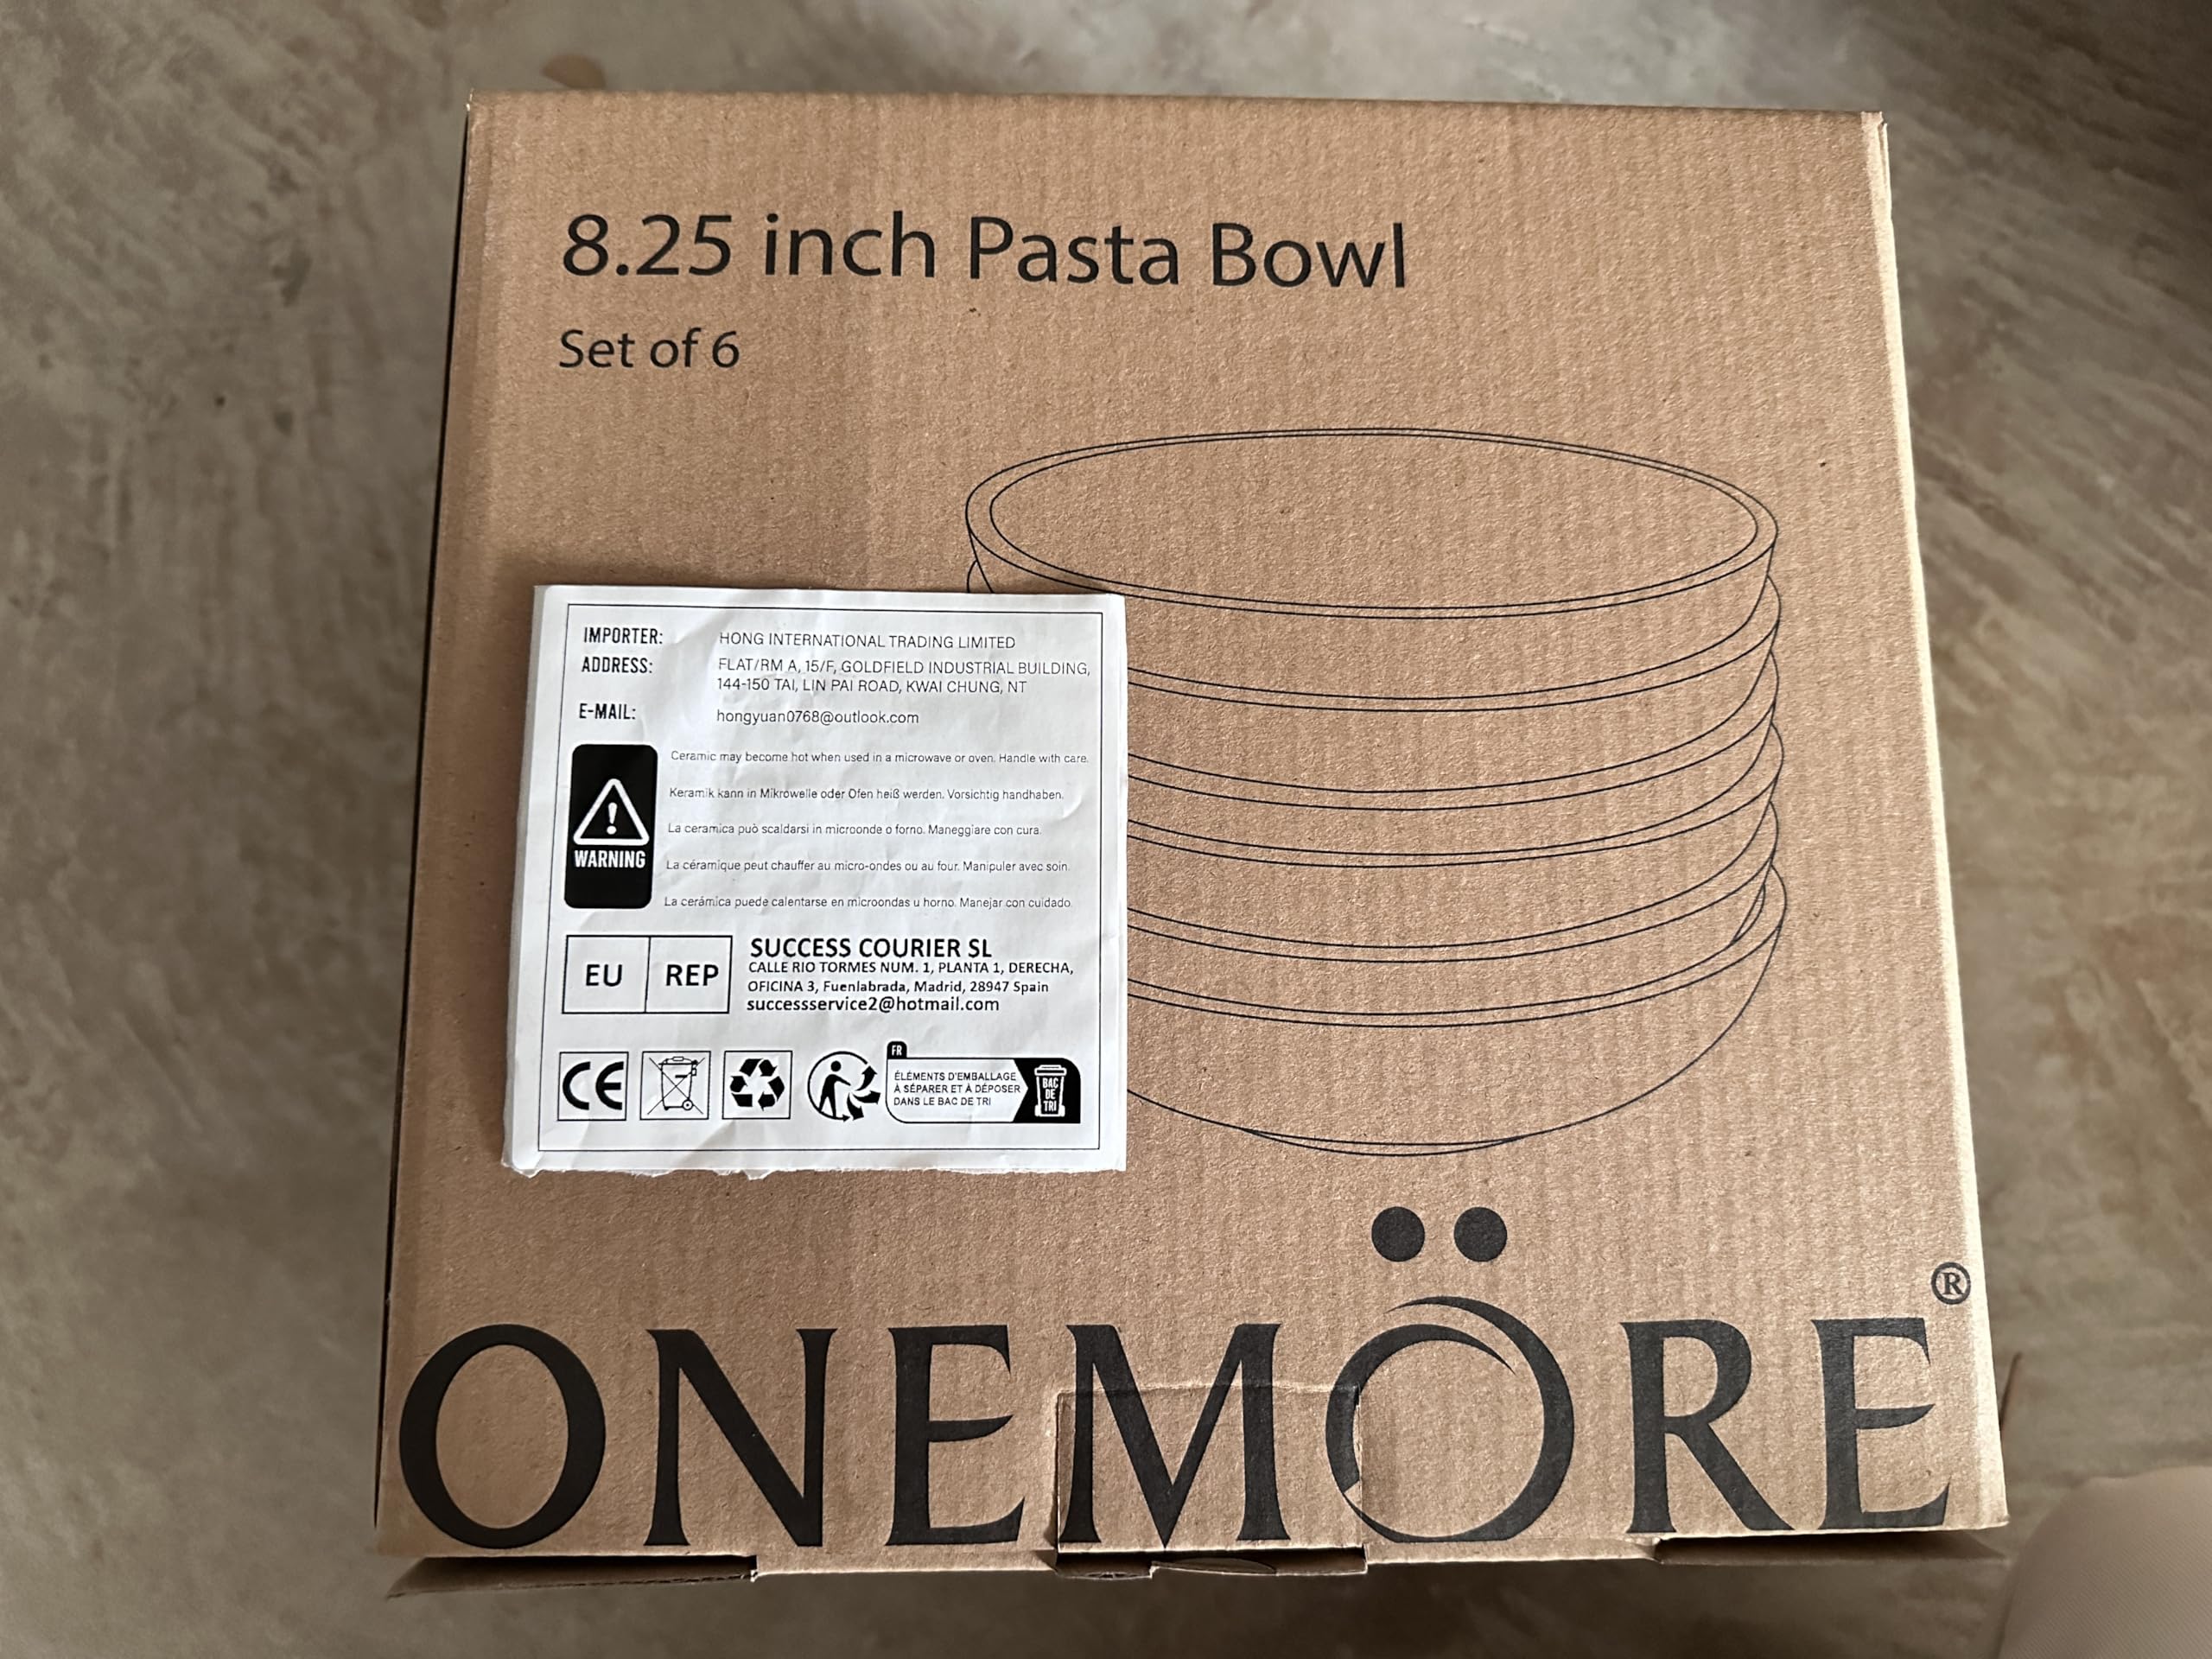 8.25 inch Pasta Bowl
Set of 6
IMPORTER: HONG INTERNATIONAL TRADING LIMITED
ADDRESS: FLAT/RM A, 15/F, GOLDFIELD INDUSTRIAL BUILDING,
144-150 TAI, LIN PAI ROAD, KWAI CHUNG, NT
E-MAIL: hongyuan0768@outlook.com
Ceramic may become hot when used in a microwave or oven. Handle with care.
Keramik kann in Mikrowelle oder Ofen heiß werden. Vorsichtig handhaben.
La ceramica può scaldarsi in microonde o forno. Maneggiare con cura.
WARNING
La céramique peut chauffer au micro-ondes ou au four. Manipuler avec soin.
La cerámica puede calentarse en microondas u horno. Manejar con cuidado.
EU REP
SUCCESS COURIER SL
CALLE RIO TORMES NUM. 1, PLANTA 1, DERECHA,
OFICINA 3, Fuenlabrada, Madrid, 28947 Spain
successservice2@hotmail.com
CE
FR
ÉLÉMENTS D'EMBALLAGE
À SÉPARER ET À DÉPOSER
DANS LE BAC DE TRI
BAC
DE
TRI
ONEMÖRE®